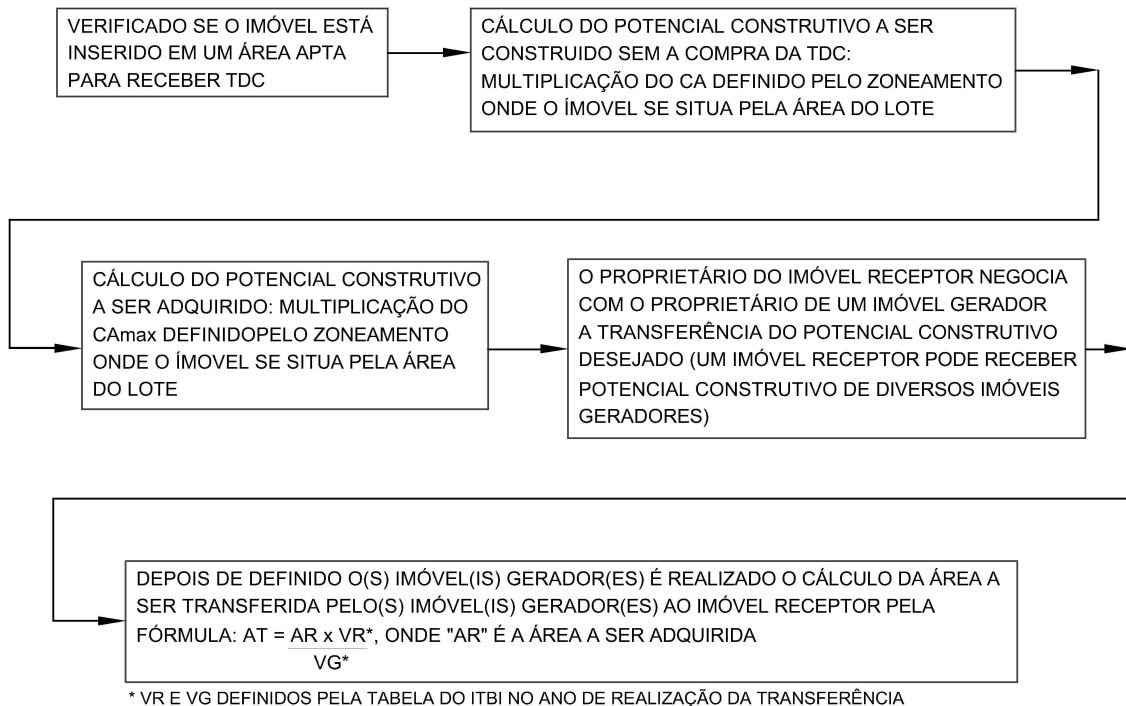 VERIFICADO SE O IMÓVEL ESTÁ
INSERIDO EM UM ÁREA APTA
PARA RECEBER TDC
CÁLCULO DO POTENCIAL CONSTRUTIVO A SER
CONSTRUIDO SEM A COMPRA DA TDC:
MULTIPLICAÇÃO DO CA DEFINIDO PELO ZONEAMENTO
ONDE O ÍMOVEL SE SITUA PELA ÁREA DO LOTE
CÁLCULO DO POTENCIAL CONSTRUTIVO
A SER ADQUIRIDO: MULTIPLICAÇÃO DO
CAmax DEFINIDOPELO ZONEAMENTO
ONDE O ÍMOVEL SE SITUA PELA ÁREA
DO LOTE
O PROPRIETÁRIO DO IMÓVEL RECEPTOR NEGOCIA
COM O PROPRIETÁRIO DE UM IMÓVEL GERADOR
A TRANSFERÊNCIA DO POTENCIAL CONSTRUTIVO
DESEJADO (UM IMÓVEL RECEPTOR PODE RECEBER
POTENCIAL CONSTRUTIVO DE DIVERSOS IMÓVEIS
GERADORES)
DEPOIS DE DEFINIDO O(S) IMÓVEL(IS) GERADOR(ES) É REALIZADO O CÁLCULO DA ÁREA A
SER TRANSFERIDA PELO(S) IMÓVEL(IS) GERADOR(ES) AO IMÓVEL RECEPTOR PELA
FÓRMULA: AT = AR x VR*, ONDE "AR" É A ÁREA A SER ADQUIRIDA
VG*
* VR E VG DEFINIDOS PELA TABELA DO ITBI NO ANO DE REALIZAÇÃO DA TRANSFERÊNCIA